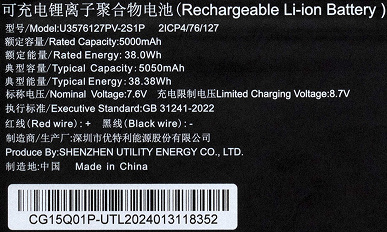 可充电锂离子聚合物电池(Rechargeable Li-ion Battery )
型号/Model:U3576127PV-2S1P 2ICP4/76/127
额定容量/Rated Capacity:5000mAh
额定能量/Rated Energy: 38.0Wh
典型容量/Typical Capacity: 5050mAh
典型能量/Typical Energy: 38.38Wh
标称电压/Nominal Voltage:7.6V 充电限制电压/Limited Charging Voltage:8.7V
执行标准/Executive Standard:GB 31241-2022
红线(Red wire): + 黑线(Black wire): -
制造商/生产厂:深圳市优特利能源股份有限公司
Produce By:SHENZHEN UTILITY ENERGY CO., LTD.
制造地:中国 Made in China
CG15Q01P-UTL2024013118352